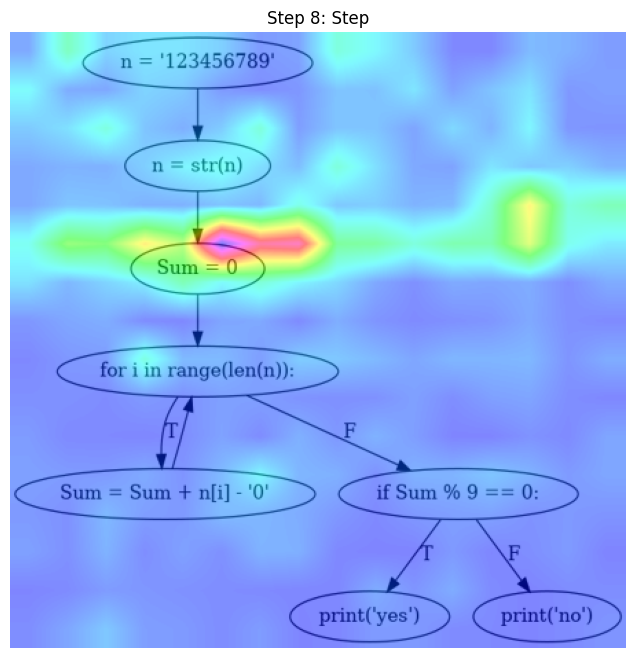 Step 8: Step
n = '123456789'
n = str(n)
Sum = 0
for i in range(len(n)):
T
F
Sum = Sum + n[i] - '0'
if Sum % 9 == 0:
T
F
print('yes')
print('no')